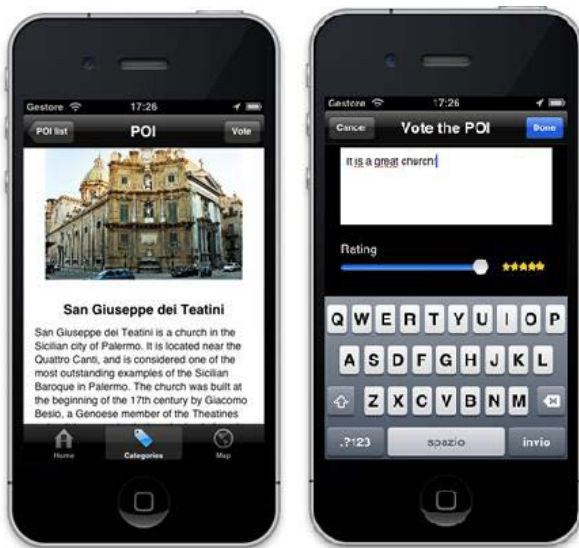 Gestore 17:26
POI list POI Vote
San Giuseppe dei Teatini
San Giuseppe dei Teatini is a church in the
Sicilian city of Palermo. It is located near the
Quattro Canti, and is considered one of the
most outstanding examples of the Sicilian
Baroque in Palermo. The church was built at
the beginning of the 17th century by Giacomo
Besio, a Genoese member of the Theatines
Home Categories Map
Gestore 17:26
Cancel Vote the POI Done
It is a great church!
Rating
Q W E R T Y U I O P
A S D F G H J K L
Z X C V B N M
.?123 spazio invio